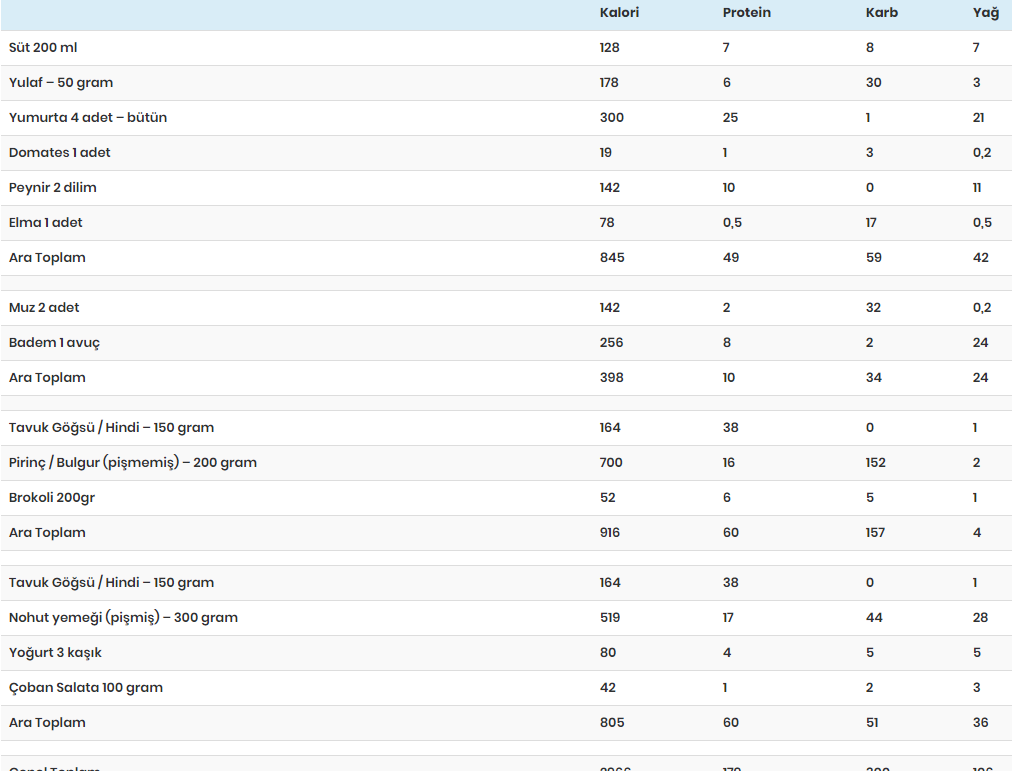 Kalori Protein Karb Yağ
Süt 200 ml 128 7 8 7
Yulaf – 50 gram 178 6 30 3
Yumurta 4 adet – bütün 300 25 1 21
Domates 1 adet 19 1 3 0,2
Peynir 2 dilim 142 10 0 11
Elma 1 adet 78 0,5 17 0,5
Ara Toplam 845 49 59 42
Muz 2 adet 142 2 32 0,2
Badem 1 avuç 256 8 2 24
Ara Toplam 398 10 34 24
Tavuk Göğsü / Hindi – 150 gram 164 38 0 1
Pirinç / Bulgur (pişmemiş) – 200 gram 700 16 152 2
Brokoli 200gr 52 6 5 1
Ara Toplam 916 60 157 4
Tavuk Göğsü / Hindi – 150 gram 164 38 0 1
Nohut yemeği (pişmiş) – 300 gram 519 17 44 28
Yoğurt 3 kaşık 80 4 5 5
Çoban Salata 100 gram 42 1 2 3
Ara Toplam 805 60 51 36
Genel Toplam